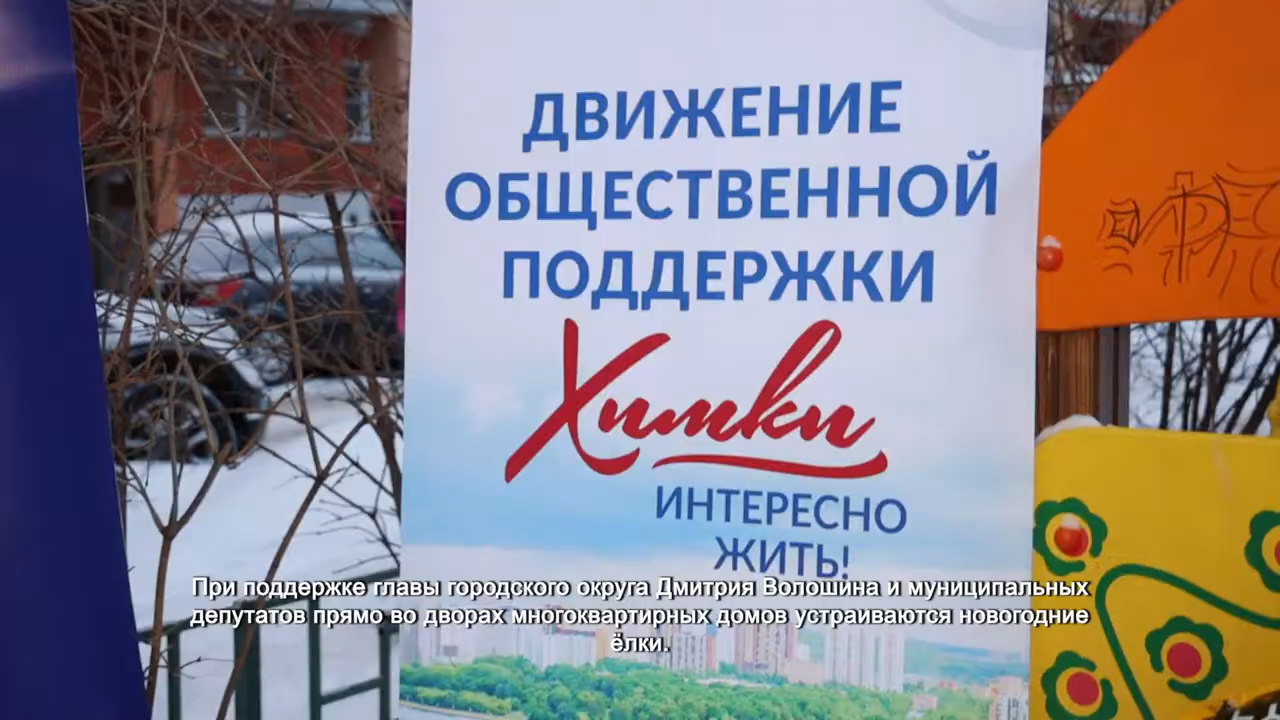 ДВИЖЕНИЕ
ОБЩЕСТВЕННОЙ
ПОДДЕРЖКИ
Химки
ИНТЕРЕСНО
ЖИТЬ!
При поддержке главы городского округа Дмитрия Волошина и муниципальных
депутатов прямо во дворах многоквартирных домов устраиваются новогодние
ёлки.